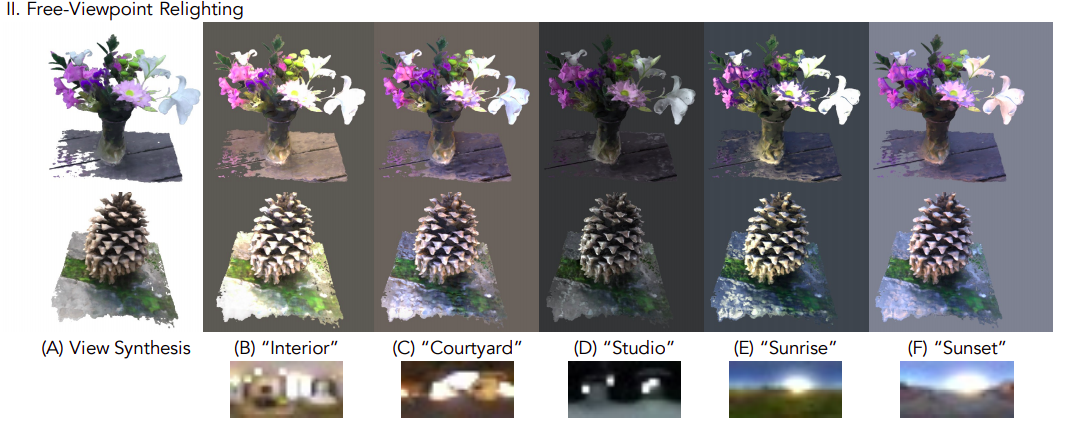 II. Free-Viewpoint Relighting
(A) View Synthesis (B) “Interior” (C) “Courtyard” (D) “Studio” (E) “Sunrise” (F) “Sunset”